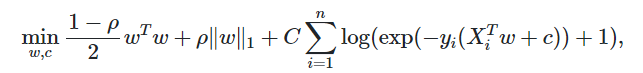 \min_{w,c} \frac{1-\rho}{2} w^T w + \rho \|w\|_1 + C \sum_{i=1}^{n} \log(\exp(-y_i(X_i^T w + c)) + 1),